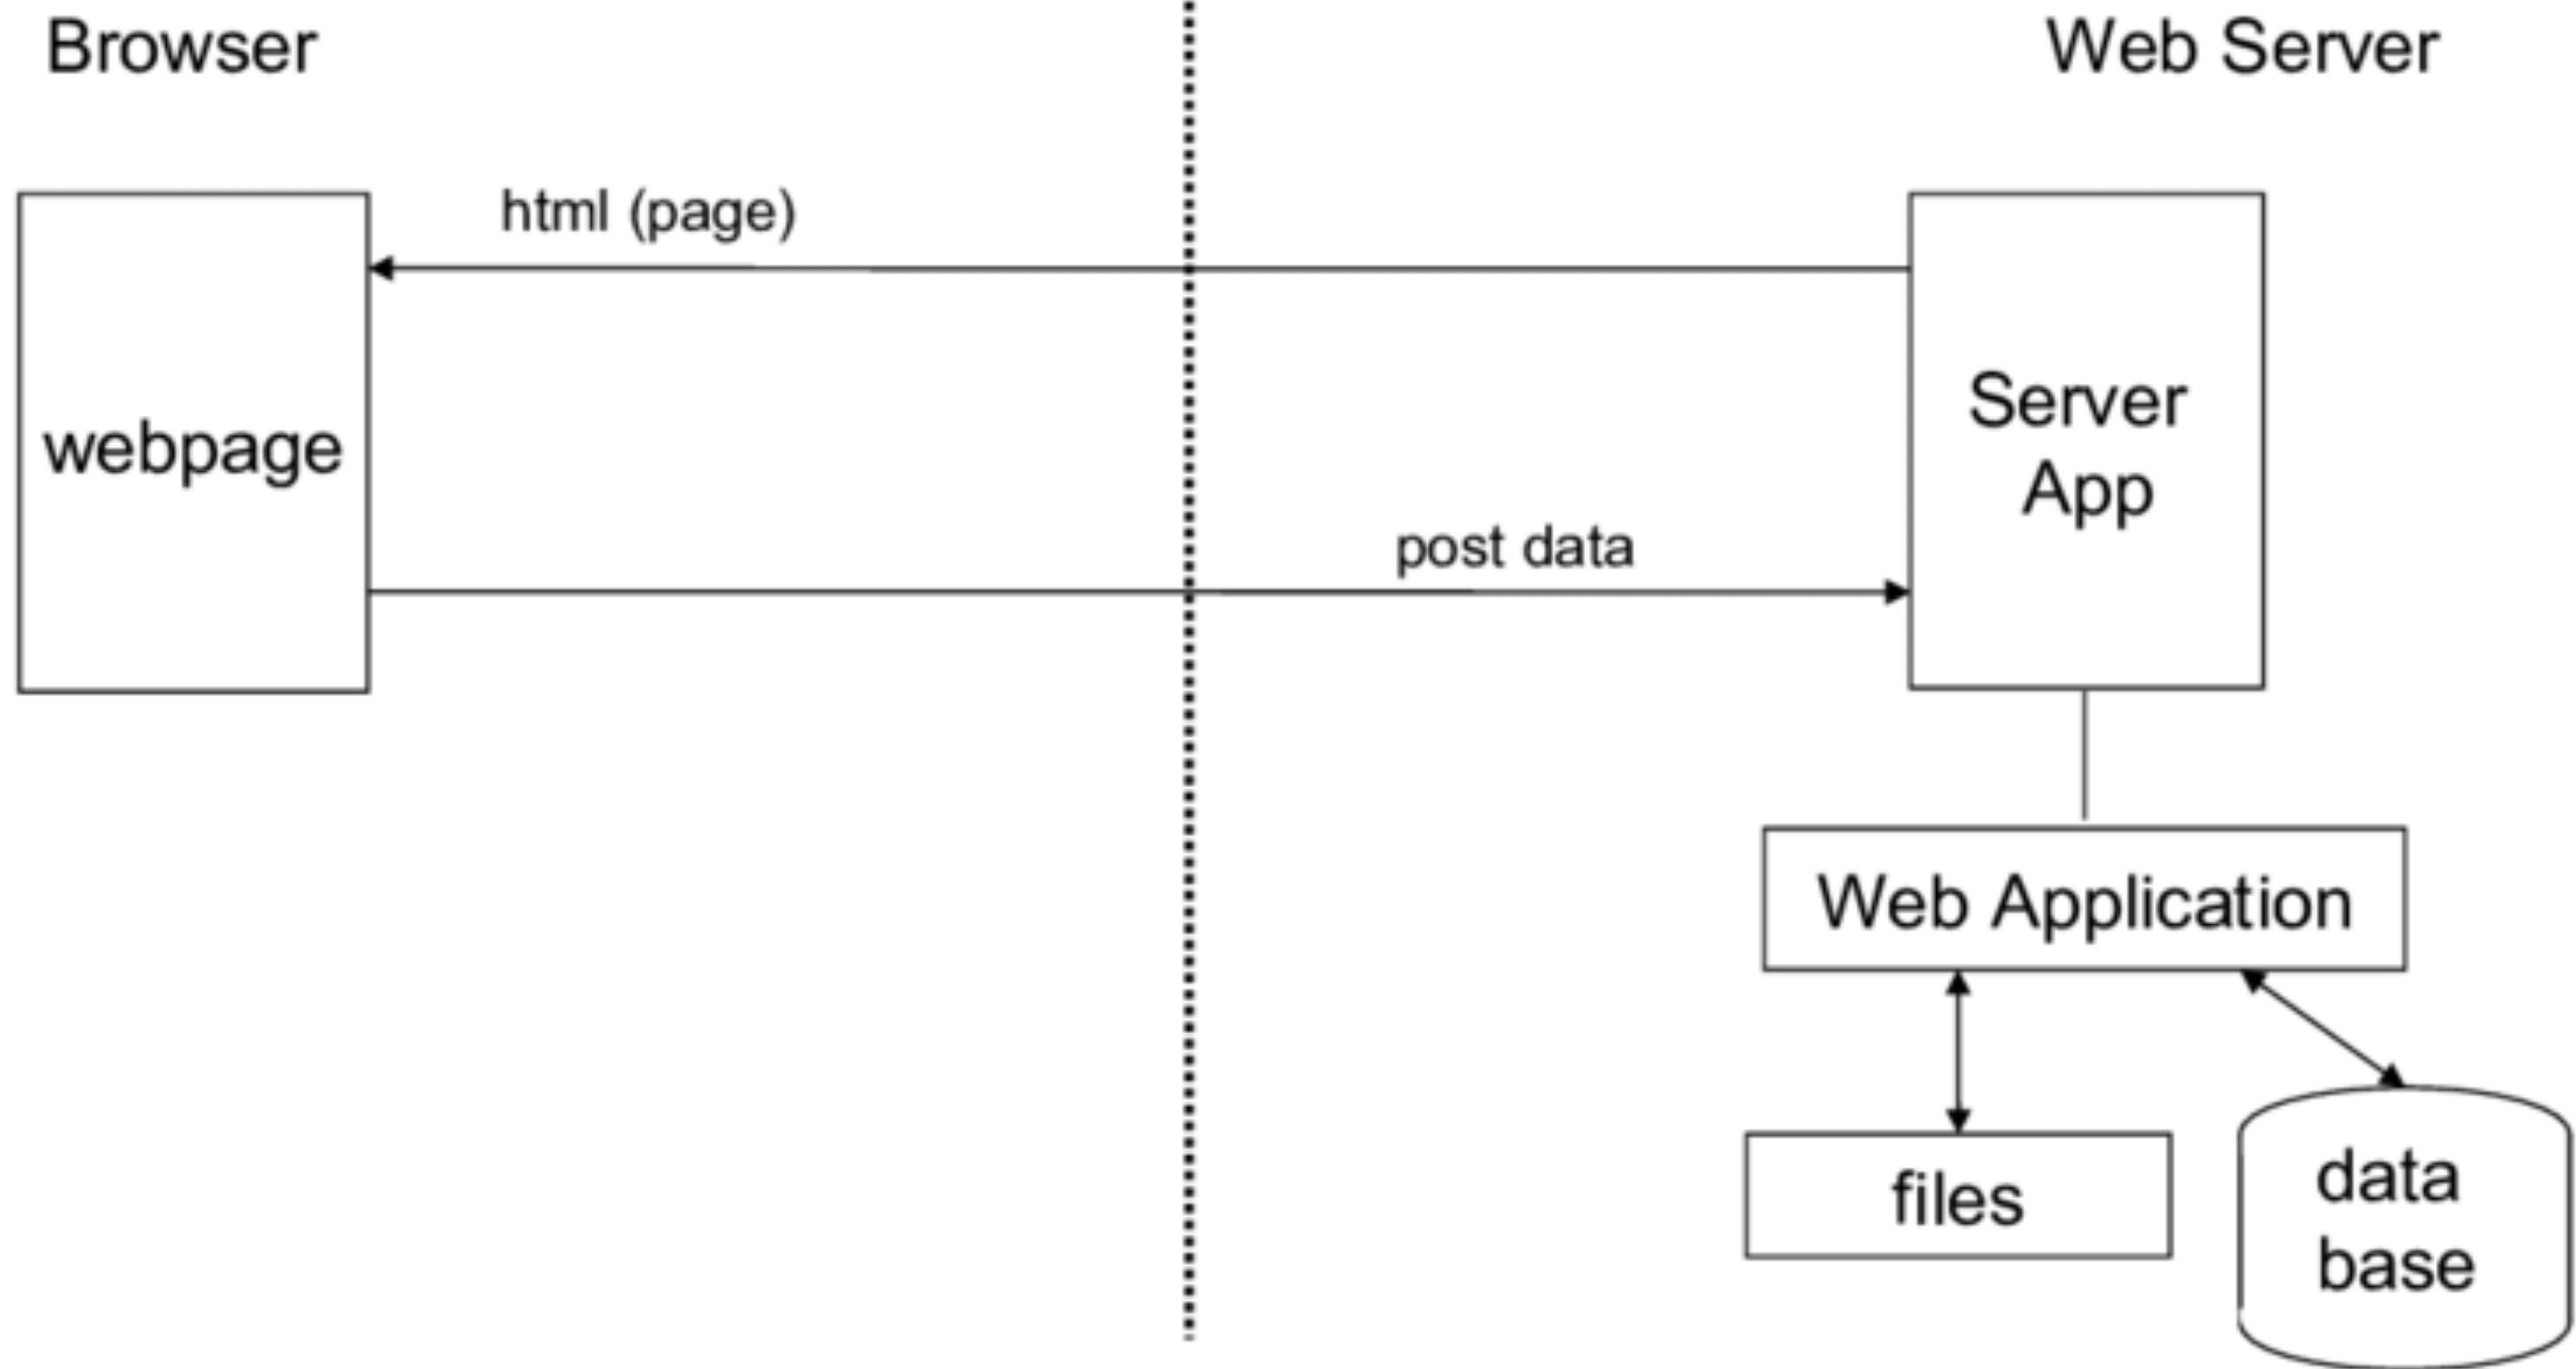 Browser
Web Server
html (page)
webpage
Server
App
post data
Web Application
files
data
base